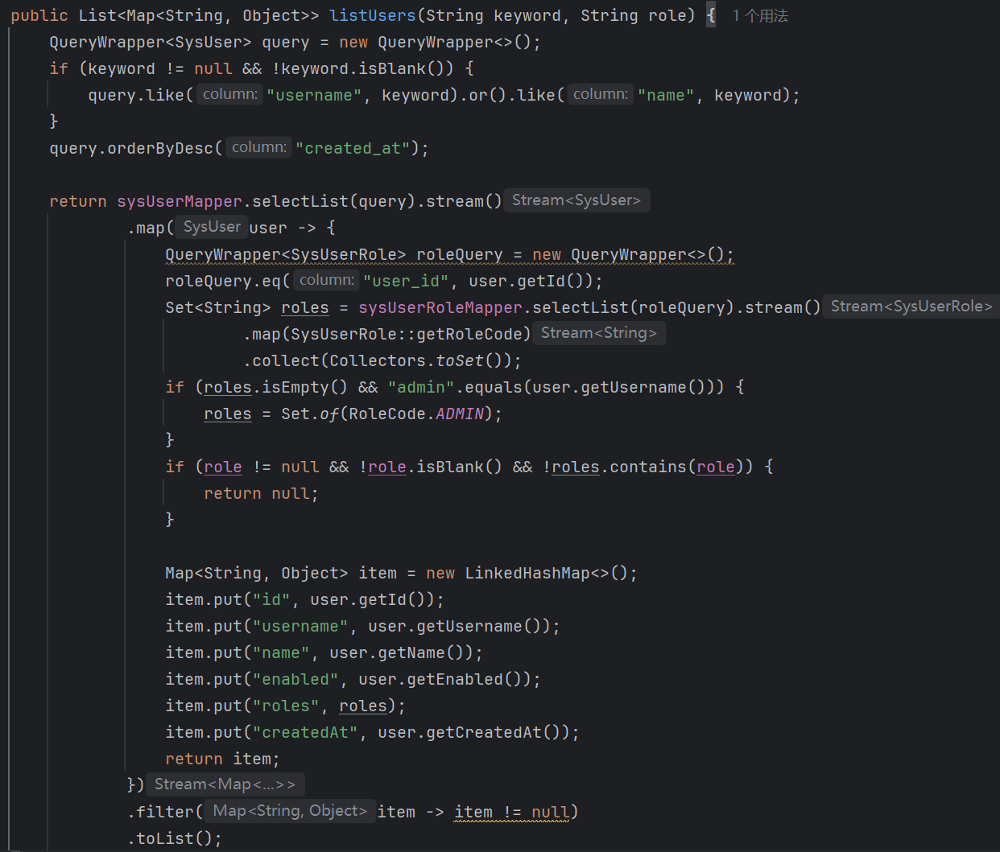 public List<Map<String, Object>> listUsers(String keyword, String role) { 1 个用法
    QueryWrapper<SysUser> query = new QueryWrapper<>();
    if (keyword != null && !keyword.isBlank()) {
        query.like( column: "username", keyword).or().like( column: "name", keyword);
    }
    query.orderByDesc( column: "created_at");

    return sysUserMapper.selectList(query).stream() Stream<SysUser>
            .map( SysUser user -> {
                QueryWrapper<SysUserRole> roleQuery = new QueryWrapper<>();
                roleQuery.eq( column: "user_id", user.getId());
                Set<String> roles = sysUserRoleMapper.selectList(roleQuery).stream() Stream<SysUserRole>
                        .map(SysUserRole::getRoleCode) Stream<String>
                        .collect(Collectors.toSet());
                if (roles.isEmpty() && "admin".equals(user.getUsername())) {
                    roles = Set.of(RoleCode.ADMIN);
                }
                if (role != null && !role.isBlank() && !roles.contains(role)) {
                    return null;
                }

                Map<String, Object> item = new LinkedHashMap<>();
                item.put("id", user.getId());
                item.put("username", user.getUsername());
                item.put("name", user.getName());
                item.put("enabled", user.getEnabled());
                item.put("roles", roles);
                item.put("createdAt", user.getCreatedAt());
                return item;
            }) Stream<Map<...>>
            .filter( Map<String, Object> item -> item != null)
            .toList();